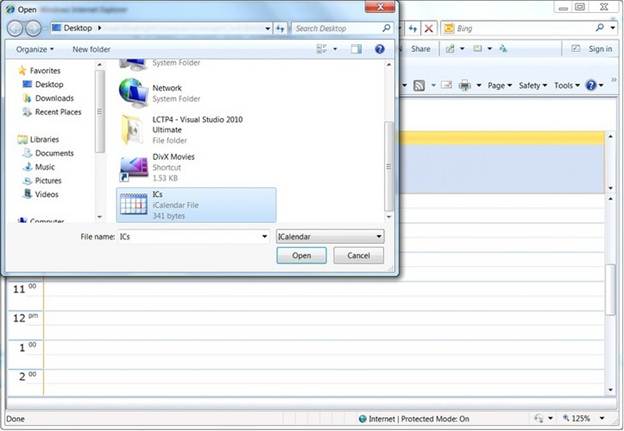 Open
Desktop
Search Desktop
Bing
Organize
New folder
Share
Sign in
Favorites
Desktop
Downloads
Recent Places
Libraries
Documents
Music
Pictures
Videos
Computer
System Folder
Network
System Folder
LCTP4 - Visual Studio 2010
Ultimate
File folder
DivX Movies
Shortcut
1.53 KB
ICs
iCalendar File
341 bytes
Page
Safety
Tools
File name: ICs
ICalendar
Open
Cancel
11 00
12 pm
1 00
2 00
Done
Internet | Protected Mode: On
125%